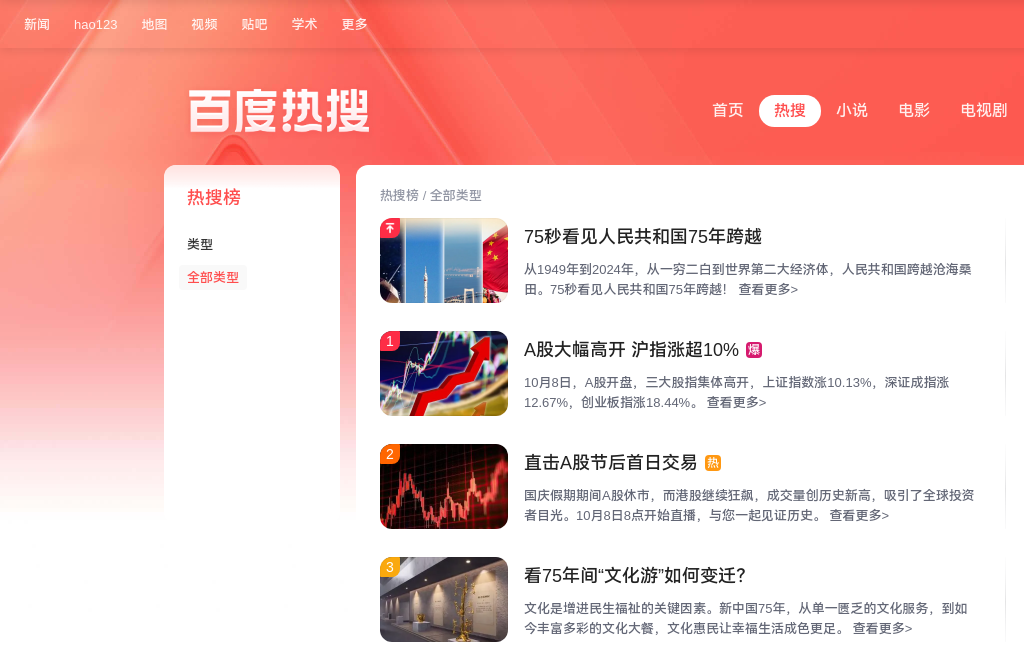 新闻 hao123 地图 视频 贴吧 学术 更多
百度热搜
首页 热搜 小说 电影 电视剧
热搜榜
类型
全部类型
热搜榜 / 全部类型
75秒看见人民共和国75年跨越
从1949年到2024年，从一穷二白到世界第二大经济体，人民共和国跨越沧海桑
田。75秒看见人民共和国75年跨越！ 查看更多>
1
A股大幅高开 沪指涨超10% 爆
10月8日，A股开盘，三大股指集体高开，上证指数涨10.13%，深证成指涨
12.67%，创业板指涨18.44%。 查看更多>
2
直击A股节后首日交易 热
国庆假期期间A股休市，而港股继续狂飙，成交量创历史新高，吸引了全球投资
者目光。10月8日8点开始直播，与您一起见证历史。 查看更多>
3
看75年间“文化游”如何变迁？
文化是增进民生福祉的关键因素。新中国75年，从单一匮乏的文化服务，到如
今丰富多彩的文化大餐，文化惠民让幸福生活成色更足。 查看更多>